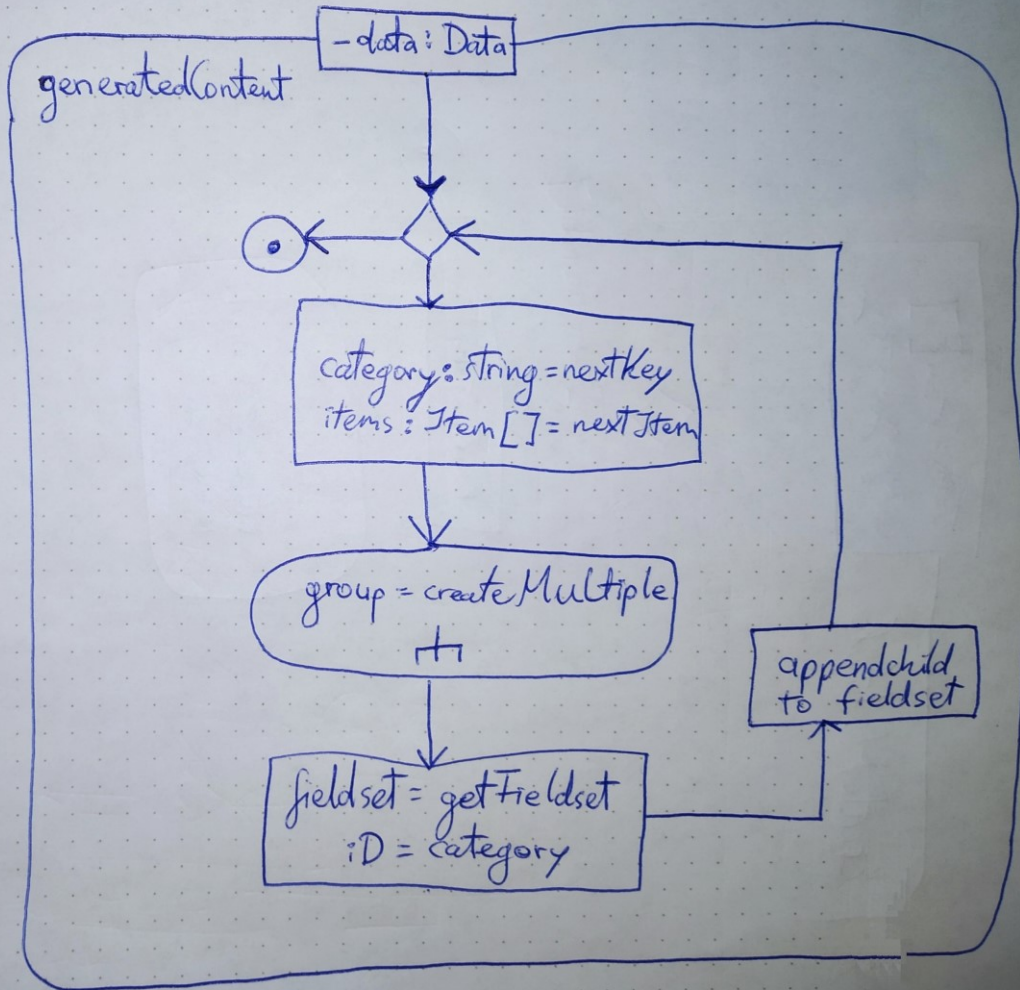 -data: Data
generatedContent
category: string = nextKey
items: Item[] = nextItem
group = createMultiple
appendchild
to fieldset
fieldset = getFieldset
iD = category